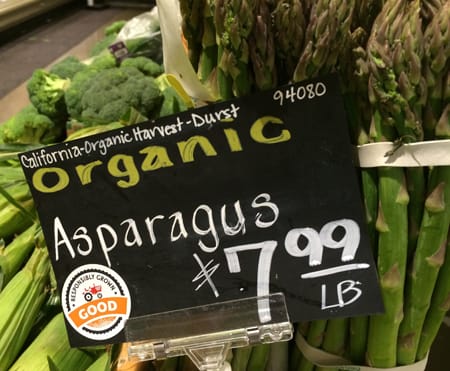 94080
California-Organic Harvest-Durst
Organic
Asparagus
$7.99
LB
RESPONSIBLY GROWN
GOOD